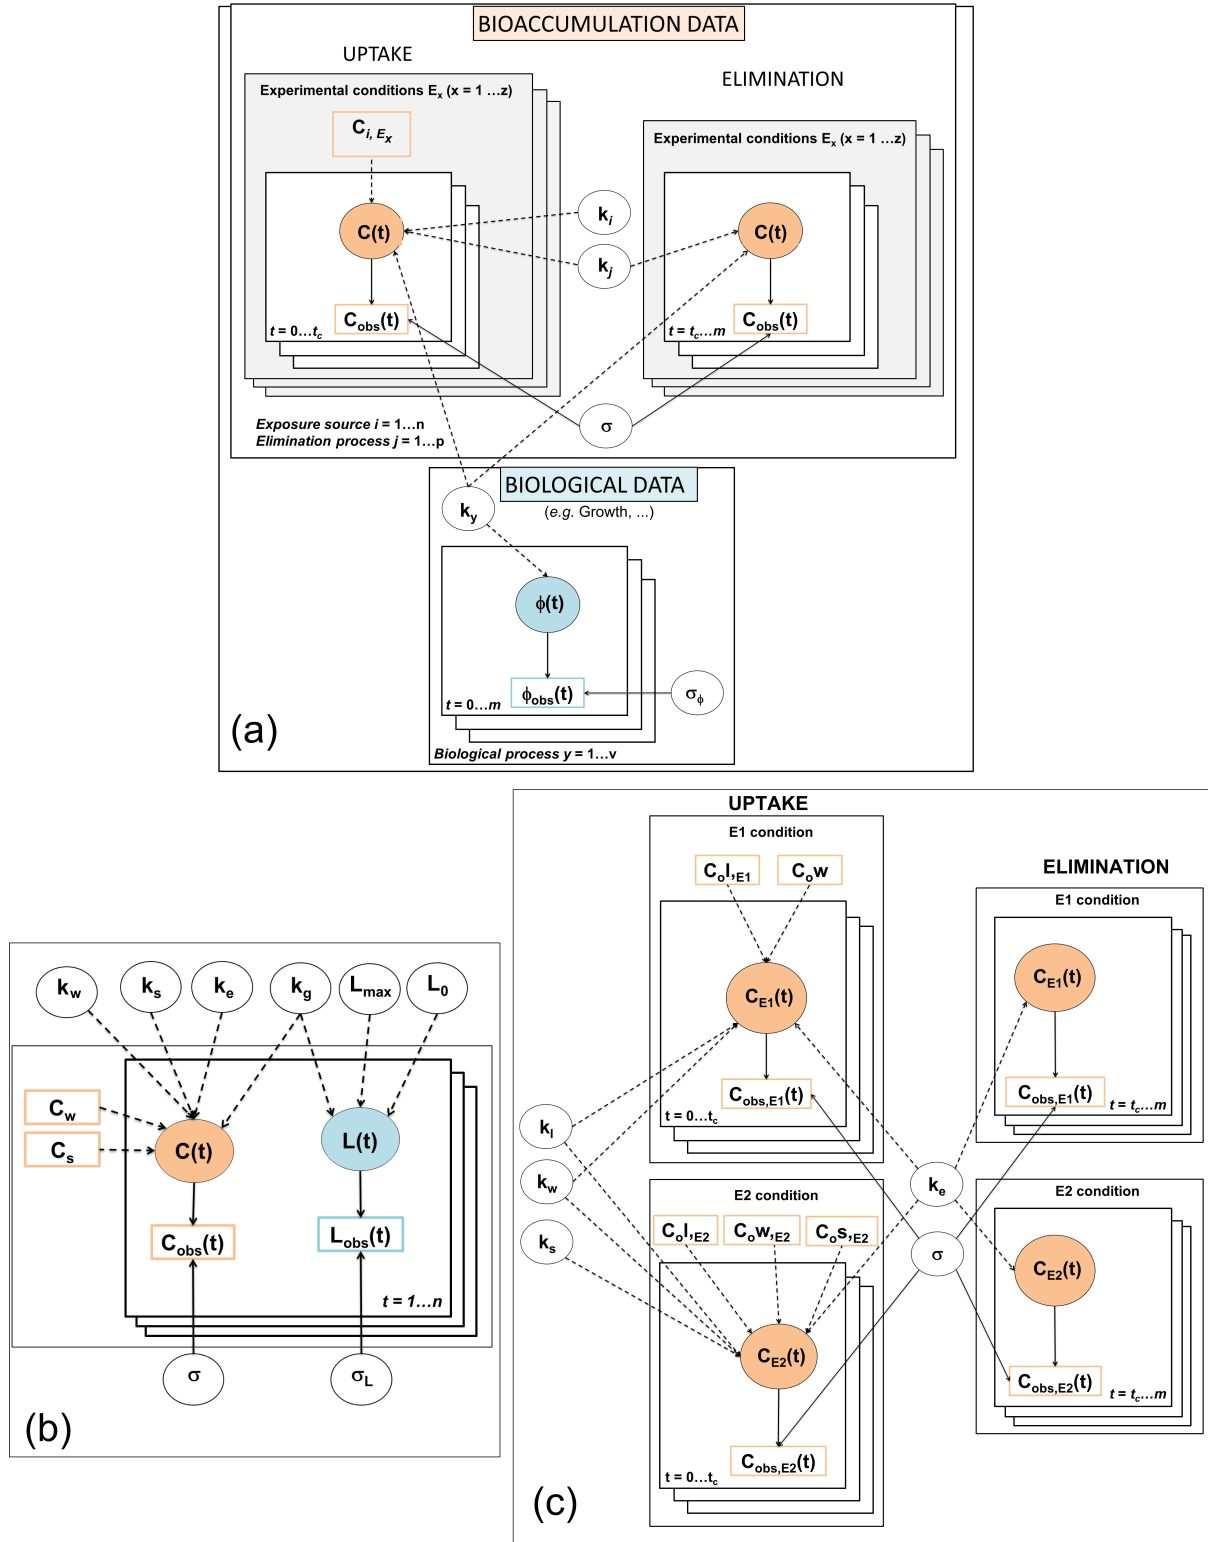 BIOACCUMULATION DATA
UPTAKE
ELIMINATION
Experimental conditions Ex (x = 1 ...z)
Ci, Ex
C(t)
Cobs(t)
t = 0...tc
Experimental conditions Ex (x = 1 ...z)
C(t)
Cobs(t)
t = tc...m
ki
kj
σ
Exposure source i = 1...n
Elimination process j = 1...p
BIOLOGICAL DATA
(e.g. Growth, ...)
ky
ϕ(t)
ϕobs(t)
t = 0...m
σϕ
Biological process y = 1...v
(a)
kw
ks
ke
kg
Lmax
L0
Cw
Cs
C(t)
L(t)
Cobs(t)
Lobs(t)
t = 1...n
σ
σL
(b)
UPTAKE
E1 condition
Col,E1
Cow
CE1(t)
Cobs,E1(t)
t = 0...tc
ELIMINATION
E1 condition
CE1(t)
Cobs,E1(t)
t = tc...m
kl
kw
ks
ke
σ
E2 condition
Col,E2
Cow,E2
Cos,E2
CE2(t)
Cobs,E2(t)
t = 0...tc
E2 condition
CE2(t)
Cobs,E2(t)
t = tc...m
(c)